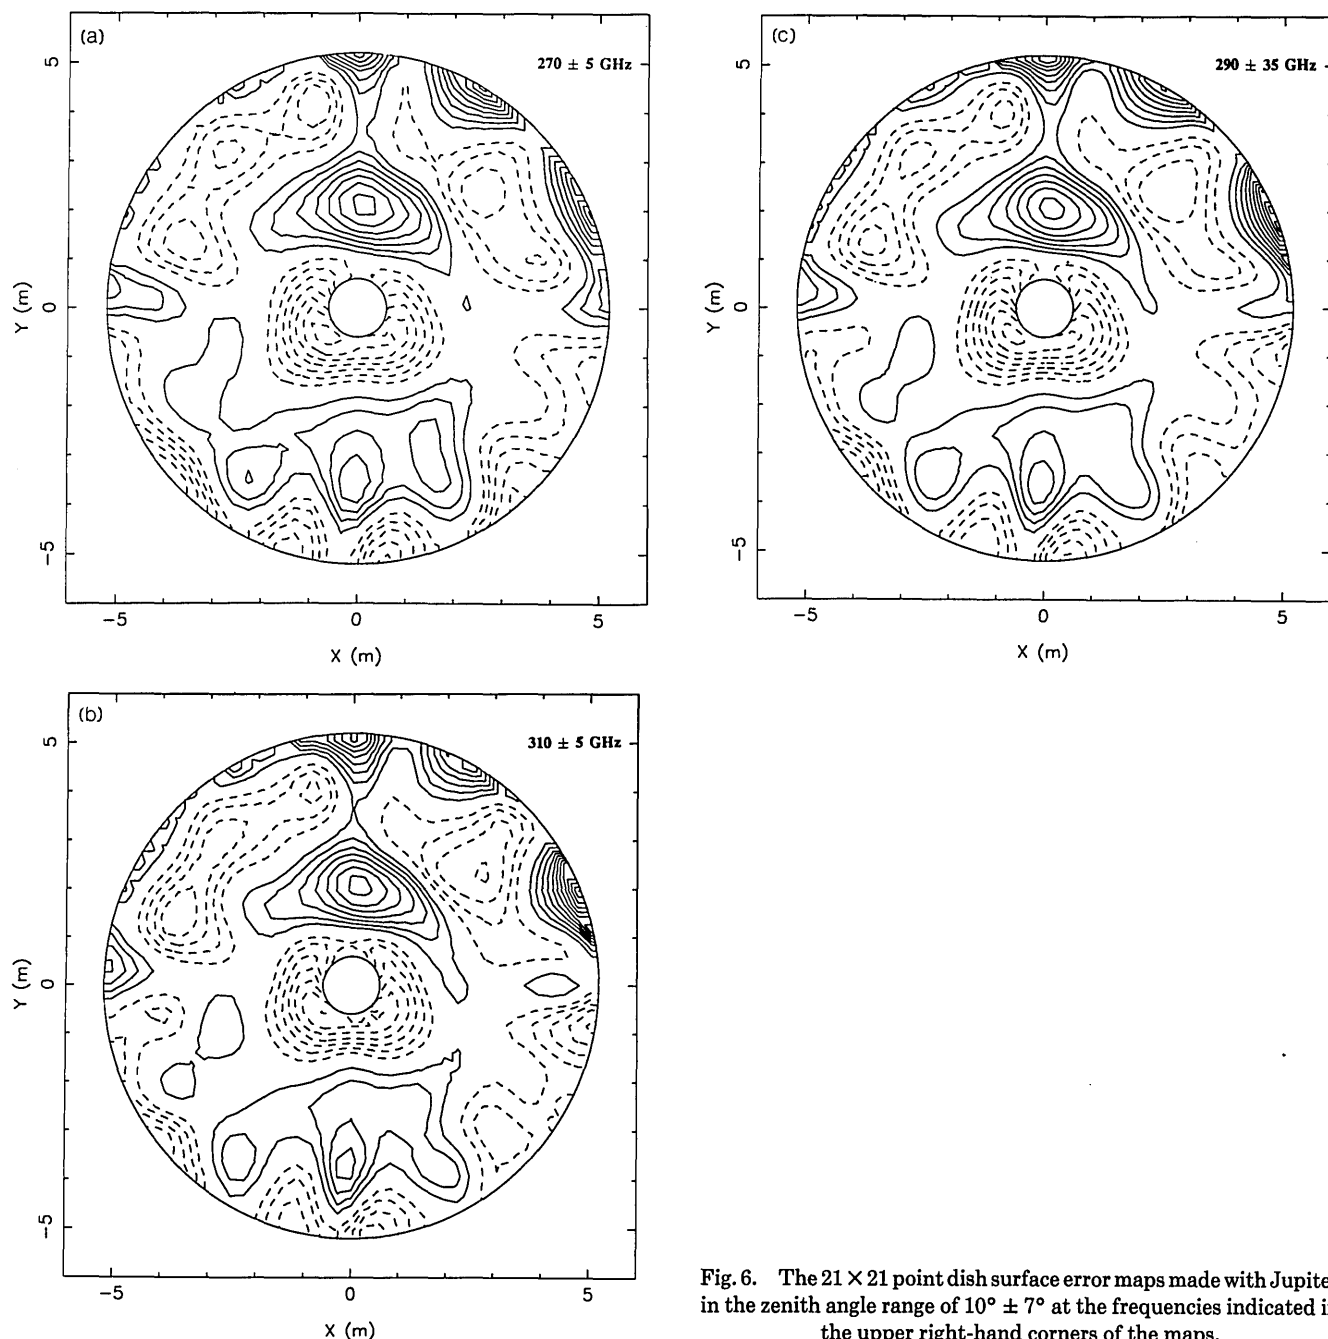 (a)
270 ± 5 GHz
5
0
−5
Y (m)
−5 0 5
X (m)
(c)
290 ± 35 GHz
5
0
−5
Y (m)
−5 0 5
X (m)
(b)
310 ± 5 GHz
5
0
−5
Y (m)
−5 0 5
X (m)
Fig. 6. The 21 × 21 point dish surface error maps made with Jupite
in the zenith angle range of 10° ± 7° at the frequencies indicated i
the upper right-hand corners of the maps.